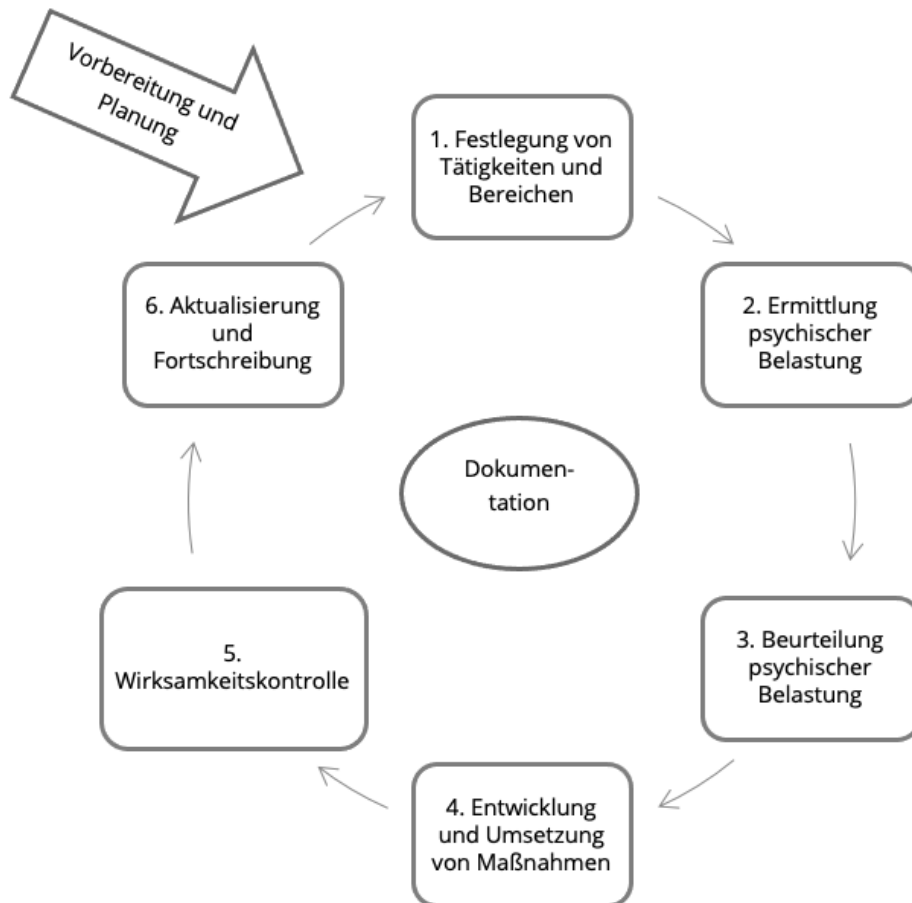 Vorbereitung und
Planung
1. Festlegung von
Tätigkeiten und
Bereichen
2. Ermittlung
psychischer
Belastung
3. Beurteilung
psychischer
Belastung
4. Entwicklung
und Umsetzung
von Maßnahmen
5.
Wirksamkeitskontrolle
6. Aktualisierung
und
Fortschreibung
Dokumen-
tation